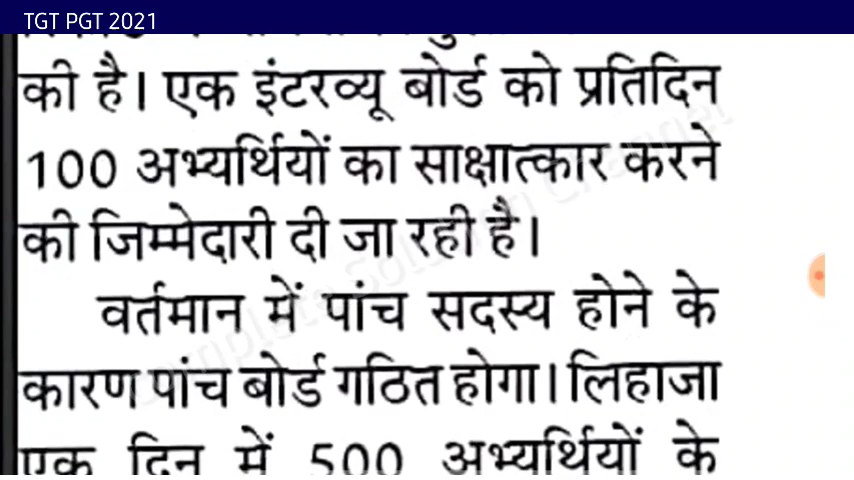 TGT PGT 2021
की है। एक इंटरव्यू बोर्ड को प्रतिदिन
100 अभ्यर्थियों का साक्षात्कार करने
की जिम्मेदारी दी जा रही है।
वर्तमान में पांच सदस्य होने के
कारण पांच बोर्ड गठित होगा। लिहाजा
एक दिन में 500 अभ्यर्थियों के